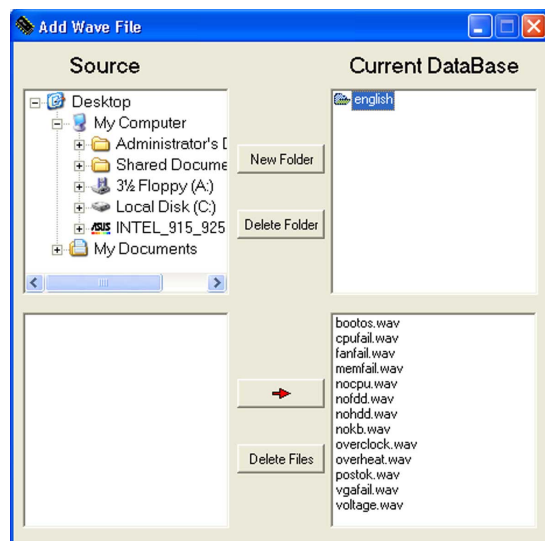 Add Wave File
Source
Current DataBase
Desktop
My Computer
Administrator's D
Shared Docume
3½ Floppy (A:)
Local Disk (C:)
ASUS INTEL_915_925
My Documents
New Folder
Delete Folder
english
Delete Files
bootos.wav
cpufail.wav
fanfail.wav
memfail.wav
nocpu.wav
nofdd.wav
nohdd.wav
nokb.wav
overclock.wav
overheat.wav
postok.wav
vgafail.wav
voltage.wav